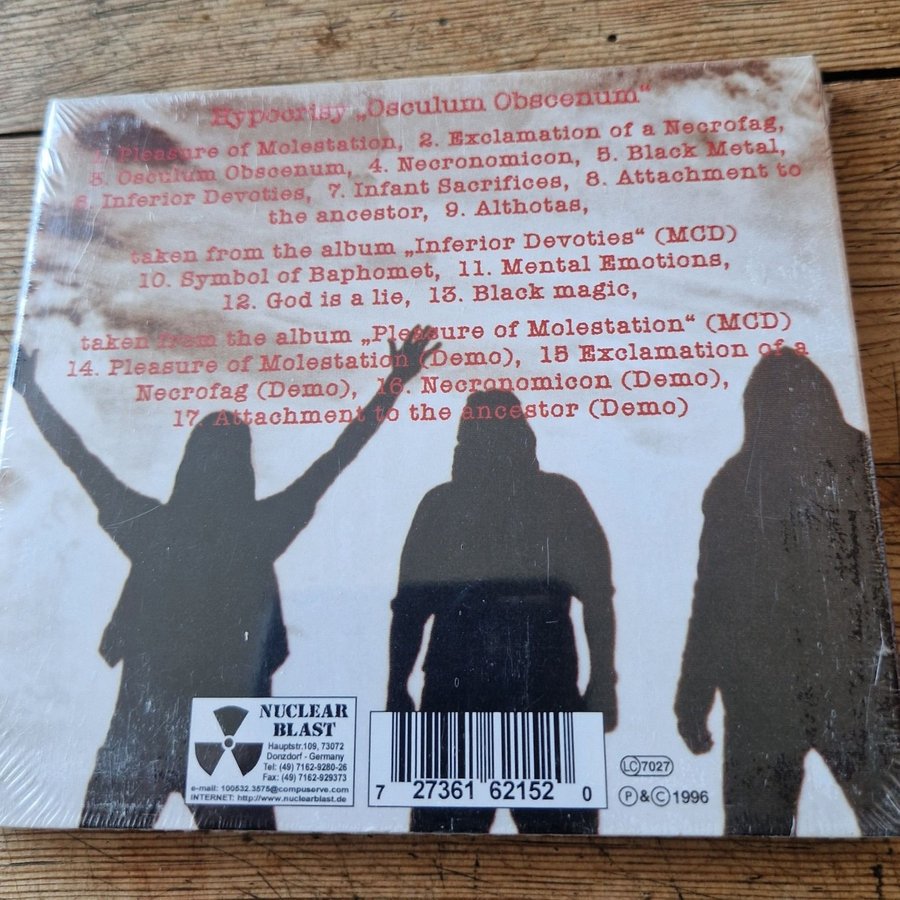 Hypocrisy „Osculum Obscenum“
1. Pleasure of Molestation, 2. Exclamation of a Necrofag,
3. Osculum Obscenum, 4. Necronomicon, 5. Black Metal,
6. Inferior Devoties, 7. Infant Sacrifices, 8. Attachment to
the ancestor, 9. Althotas,
taken from the album „Inferior Devoties“ (MCD)
10. Symbol of Baphomet, 11. Mental Emotions,
12. God is a lie, 13. Black magic,
taken from the album „Pleasure of Molestation“ (MCD)
14. Pleasure of Molestation (Demo), 15 Exclamation of a
Necrofag (Demo), 16. Necronomicon (Demo),
17. Attachment to the ancestor (Demo)
NUCLEAR
BLAST
Hauptstr.109, 73072
Donzdorf - Germany
Tel: (49) 7162-9280-26
Fax: (49) 7162-929373
e-mail: 100532.3575@compuserve.com
INTERNET: http://www.nuclearblast.de
7 27361 62152 0
LC 7027
Ⓟ&Ⓒ 1996